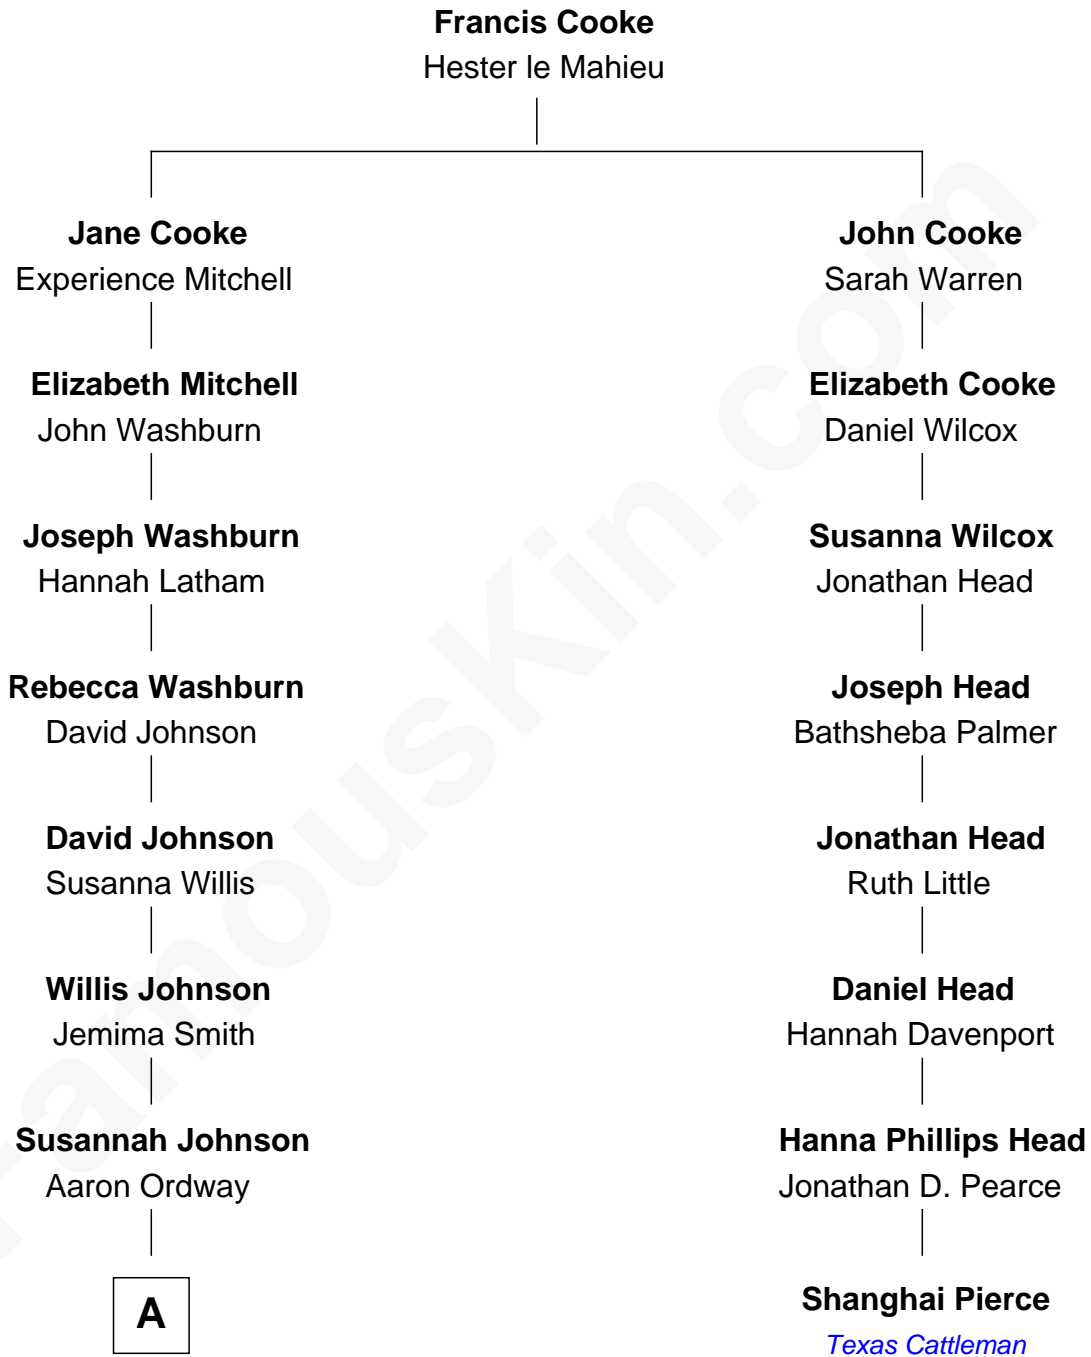 Francis Cooke
Hester le Mahieu
Jane Cooke
Experience Mitchell
John Cooke
Sarah Warren
Elizabeth Mitchell
John Washburn
Elizabeth Cooke
Daniel Wilcox
Joseph Washburn
Hannah Latham
Susanna Wilcox
Jonathan Head
Rebecca Washburn
David Johnson
Joseph Head
Bathsheba Palmer
David Johnson
Susanna Willis
Jonathan Head
Ruth Little
Willis Johnson
Jemima Smith
Daniel Head
Hannah Davenport
Susannah Johnson
Aaron Ordway
Hanna Phillips Head
Jonathan D. Pearce
A
Shanghai Pierce
Texas Cattleman
FamousKin.com